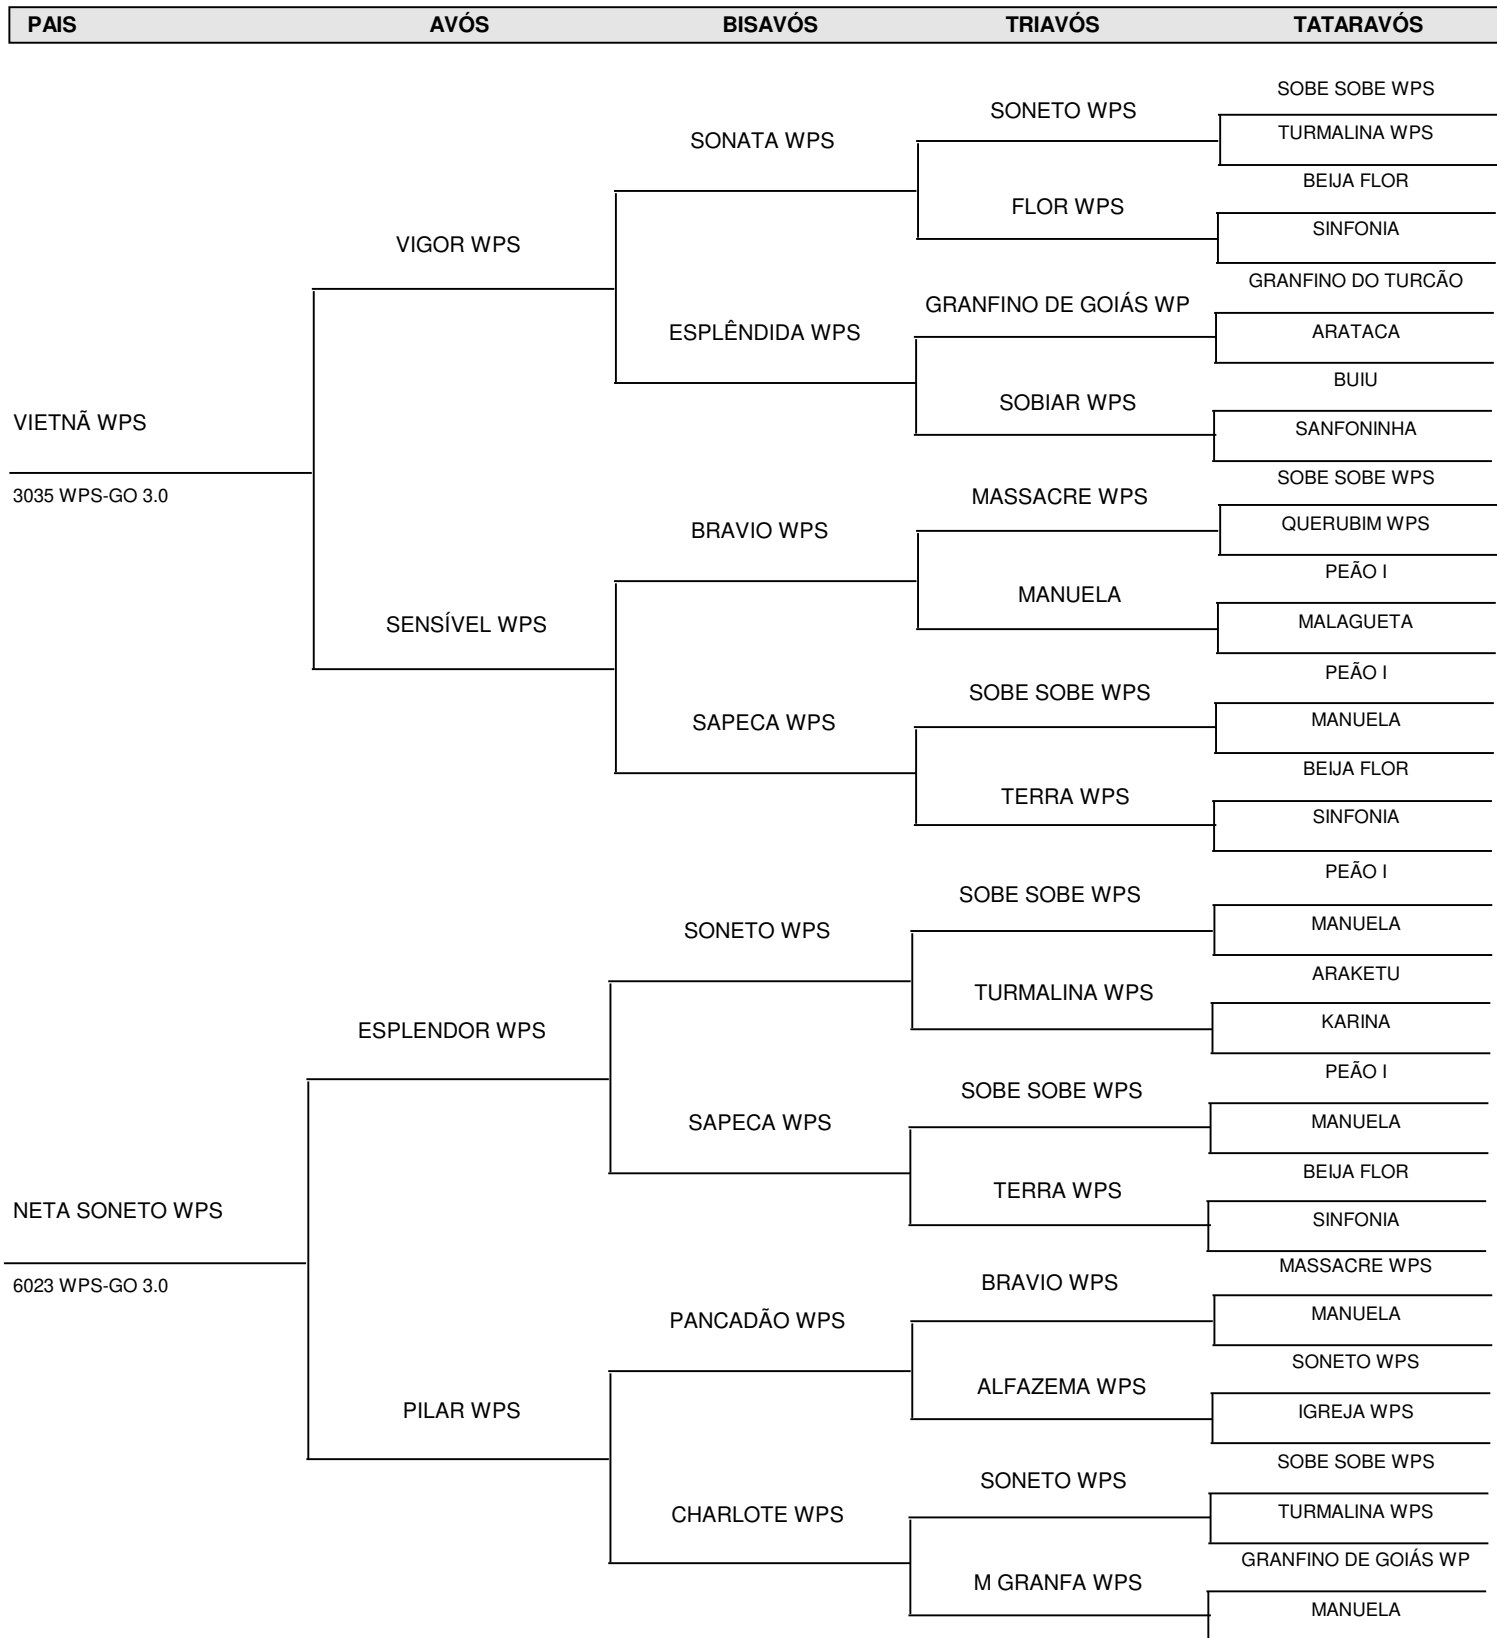 PAIS AVÓS BISAVÓS TRIAVÓS TATARAVÓS
SOBE SOBE WPS
SONETO WPS
TURMALINA WPS
SONATA WPS
BEIJA FLOR
FLOR WPS
SINFONIA
VIGOR WPS
GRANFINO DO TURCÃO
GRANFINO DE GOIÁS WP
ESPLÊNDIDA WPS
ARATACA
BUIU
SOBIAR WPS
VIETNÃ WPS
SANFONINHA
SOBE SOBE WPS
3035 WPS-GO 3.0
MASSACRE WPS
QUERUBIM WPS
BRAVIO WPS
PEÃO I
MANUELA
SENSÍVEL WPS
MALAGUETA
PEÃO I
SOBE SOBE WPS
SAPECA WPS
MANUELA
BEIJA FLOR
TERRA WPS
SINFONIA
PEÃO I
SOBE SOBE WPS
SONETO WPS
MANUELA
ARAKETU
TURMALINA WPS
ESPLENDOR WPS
KARINA
PEÃO I
SOBE SOBE WPS
SAPECA WPS
MANUELA
BEIJA FLOR
TERRA WPS
NETA SONETO WPS
SINFONIA
MASSACRE WPS
6023 WPS-GO 3.0
BRAVIO WPS
PANCADÃO WPS
MANUELA
SONETO WPS
ALFAZEMA WPS
PILAR WPS
IGREJA WPS
SOBE SOBE WPS
SONETO WPS
CHARLOTE WPS
TURMALINA WPS
GRANFINO DE GOIÁS WP
M GRANFA WPS
MANUELA